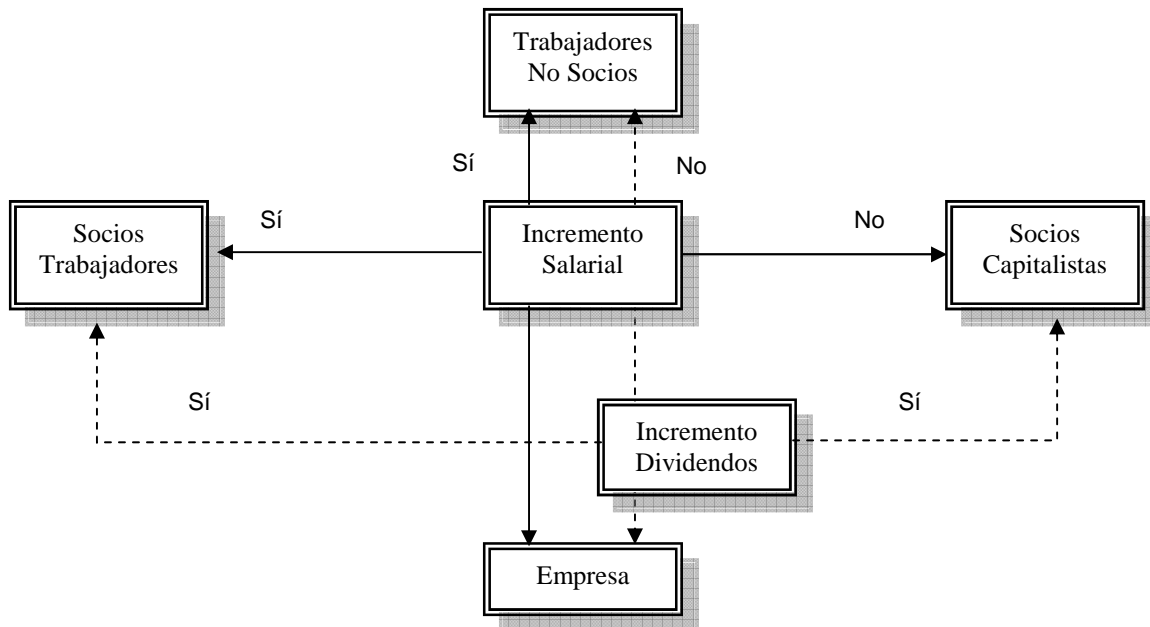 Trabajadores
No Socios
Sí
No
Socios
Trabajadores
Sí
Incremento
Salarial
No
Socios
Capitalistas
Sí
Incremento
Dividendos
Sí
Empresa